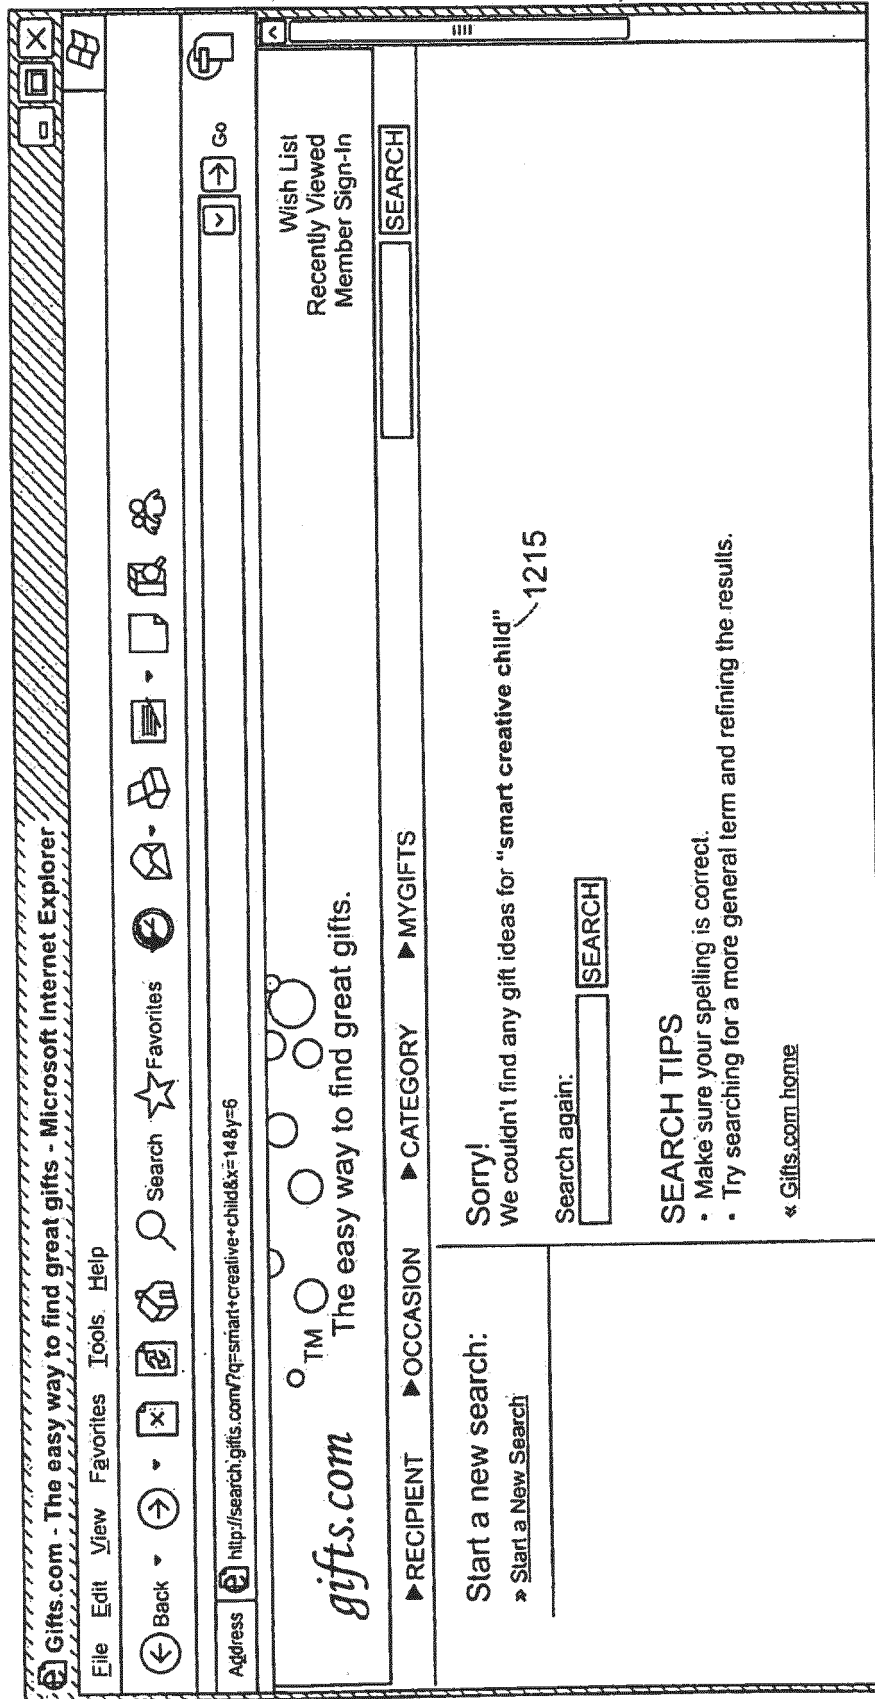 Gifts.com - The easy way to find great gifts - Microsoft Internet Explorer
File Edit View Favorites Tools Help
Back Search Favorites
Address http://search.gifts.com/?q=smart+creative+child&x=14&y=6 Go
gifts.com TM
The easy way to find great gifts.
Wish List
Recently Viewed
Member Sign-In
▶RECIPIENT ▶OCCASION ▶CATEGORY ▶MYGIFTS SEARCH
Start a new search:
» Start a New Search
Sorry!
We couldn't find any gift ideas for "smart creative child"
1215
Search again:
SEARCH
SEARCH TIPS
• Make sure your spelling is correct.
• Try searching for a more general term and refining the results.
« Gifts.com home